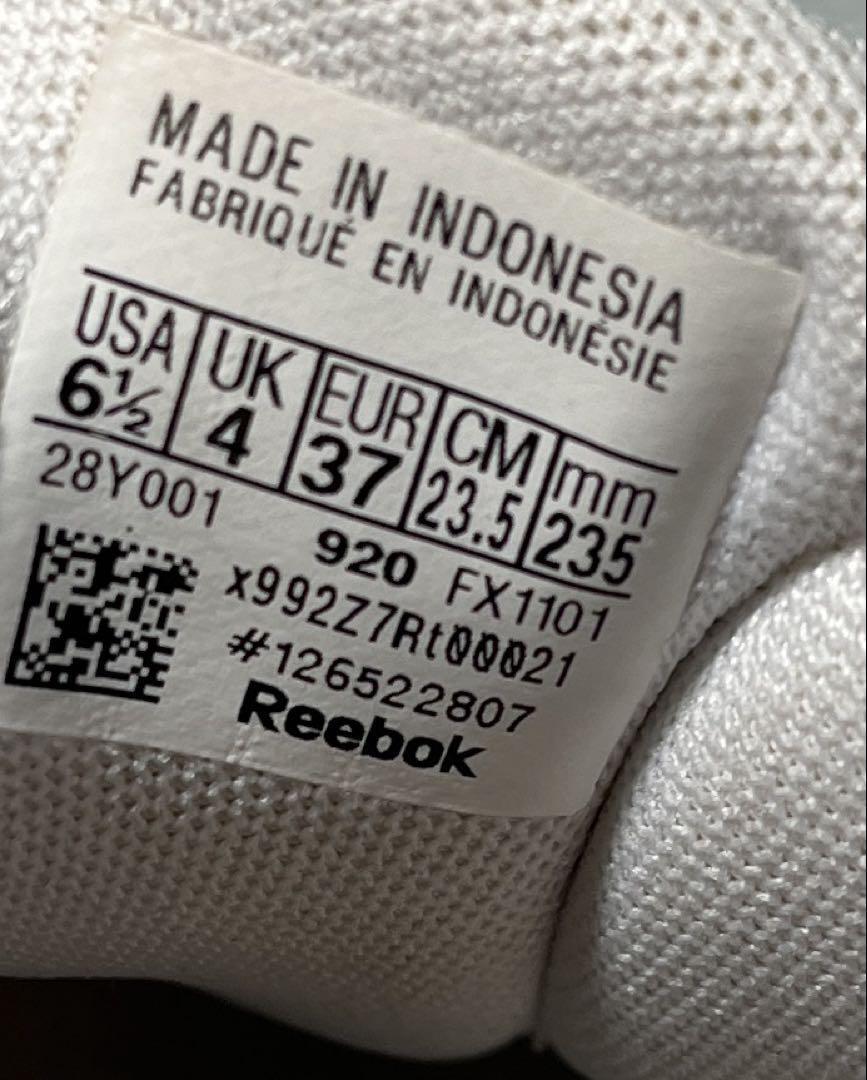 MADE IN INDONESIA
FABRIQUÉ EN INDONÉSIE
USA UK EUR CM mm
6½ 4 37 23.5 235
28Y001
920 FX1101
x992Z7Rt00021
#126522807
Reebok